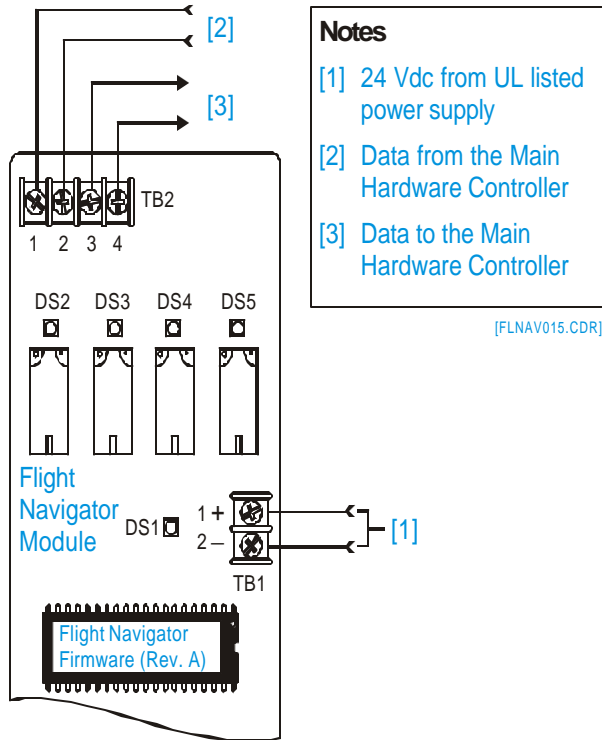 [2]
[3]
TB2
1 2 3 4
DS2 DS3 DS4 DS5
Flight
Navigator
Module
DS1
1 +
2 –
TB1
[1]
Flight Navigator
Firmware (Rev. A)
Notes
[1] 24 Vdc from UL listed
power supply
[2] Data from the Main
Hardware Controller
[3] Data to the Main
Hardware Controller
[FLNAV015.CDR]